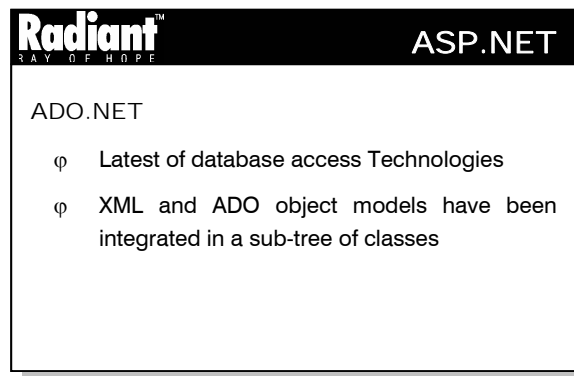 Radiant™
RAY OF HOPE
ASP.NET
ADO.NET
φ Latest of database access Technologies
φ XML and ADO object models have been
integrated in a sub-tree of classes